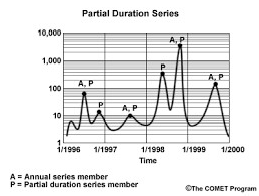 Partial Duration Series
10,000
A, P
1,000
P
A, P
A, P
100
P
A, P
10
1
1/1996 1/1997 1/1998 1/1999 1/2000
Time
A = Annual series member
P = Partial duration series member
©The COMET Program